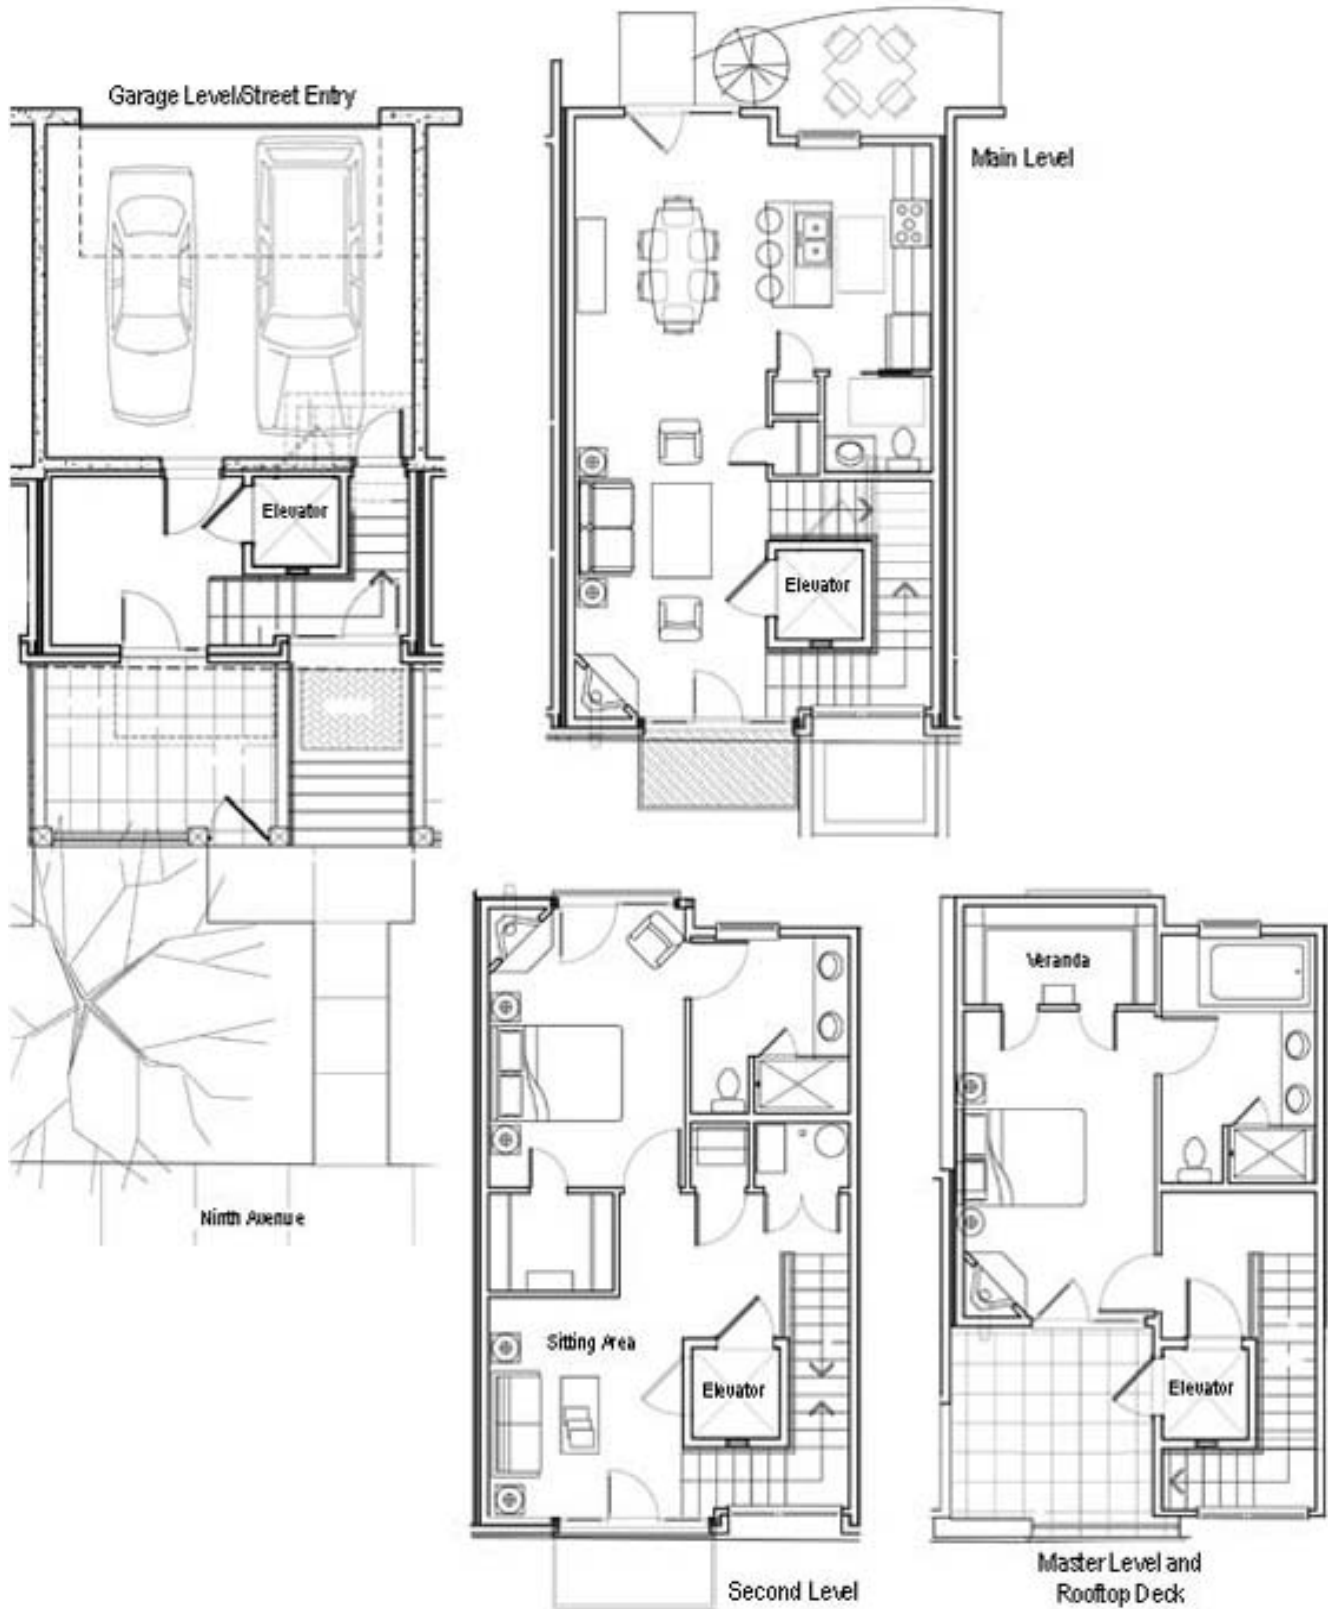 Garage Level/Street Entry
Main Level
Elevator
Elevator
Ninth Avenue
Veranda
Sitting Area
Elevator
Elevator
Second Level
Master Level and
Rooftop Deck